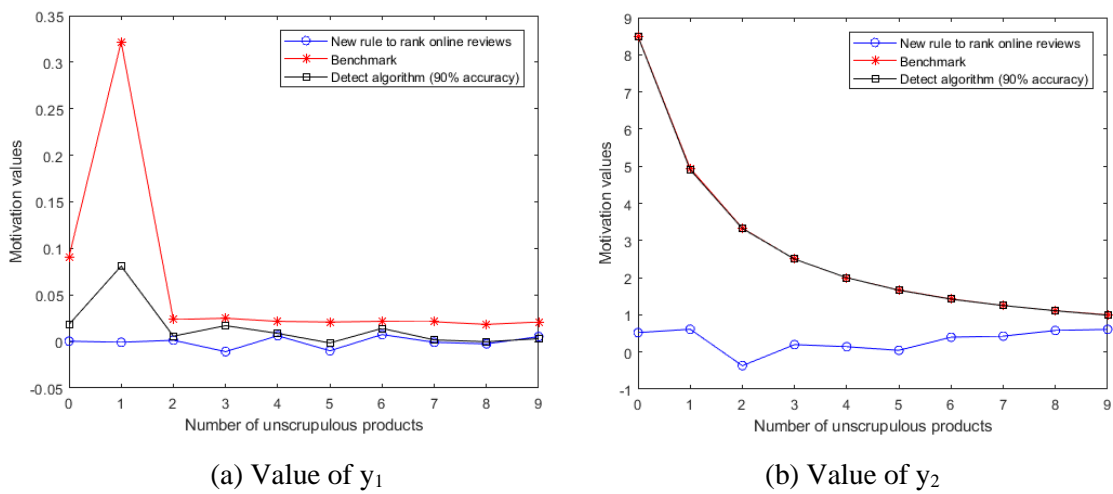 0.35
0.3
0.25
0.2
0.15
0.1
0.05
0
-0.05
Motivation values
New rule to rank online reviews
Benchmark
Detect algorithm (90% accuracy)
0 1 2 3 4 5 6 7 8 9
Number of unscrupulous products
(a) Value of y₁
9
8
7
6
5
4
3
2
1
0
-1
Motivation values
New rule to rank online reviews
Benchmark
Detect algorithm (90% accuracy)
0 1 2 3 4 5 6 7 8 9
Number of unscrupulous products
(b) Value of y₂